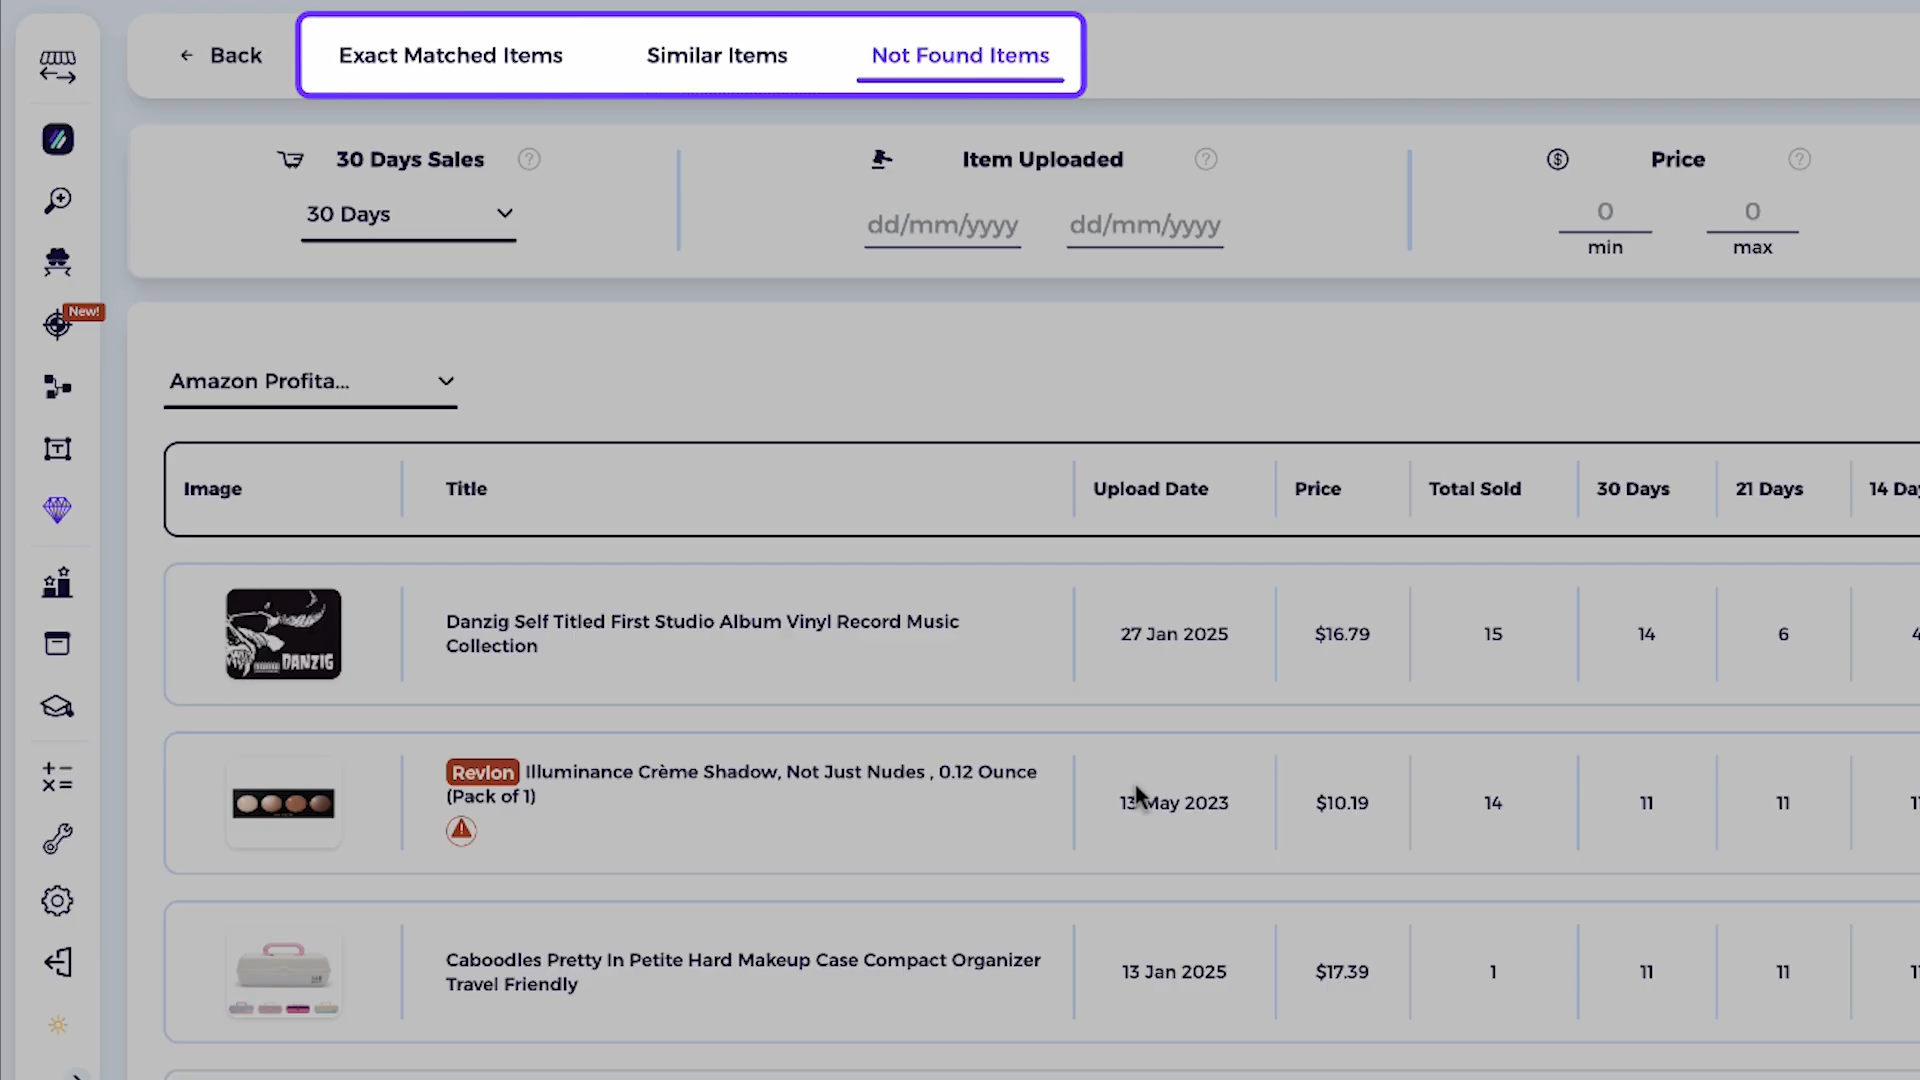 Back
Exact Matched Items
Similar Items
Not Found Items
30 Days Sales ?
Item Uploaded ?
$ Price ?
30 Days
dd/mm/yyyy
dd/mm/yyyy
0
0
min
max
New!
Amazon Profita...
Image
Title
Upload Date
Price
Total Sold
30 Days
21 Days
14 Day
DANZIG
Danzig Self Titled First Studio Album Vinyl Record Music
Collection
27 Jan 2025
$16.79
15
14
6
4
Revlon Illuminance Crème Shadow, Not Just Nudes , 0.12 Ounce
(Pack of 1)
13 May 2023
$10.19
14
11
11
Caboodles Pretty In Petite Hard Makeup Case Compact Organizer
Travel Friendly
13 Jan 2025
$17.39
1
11
11